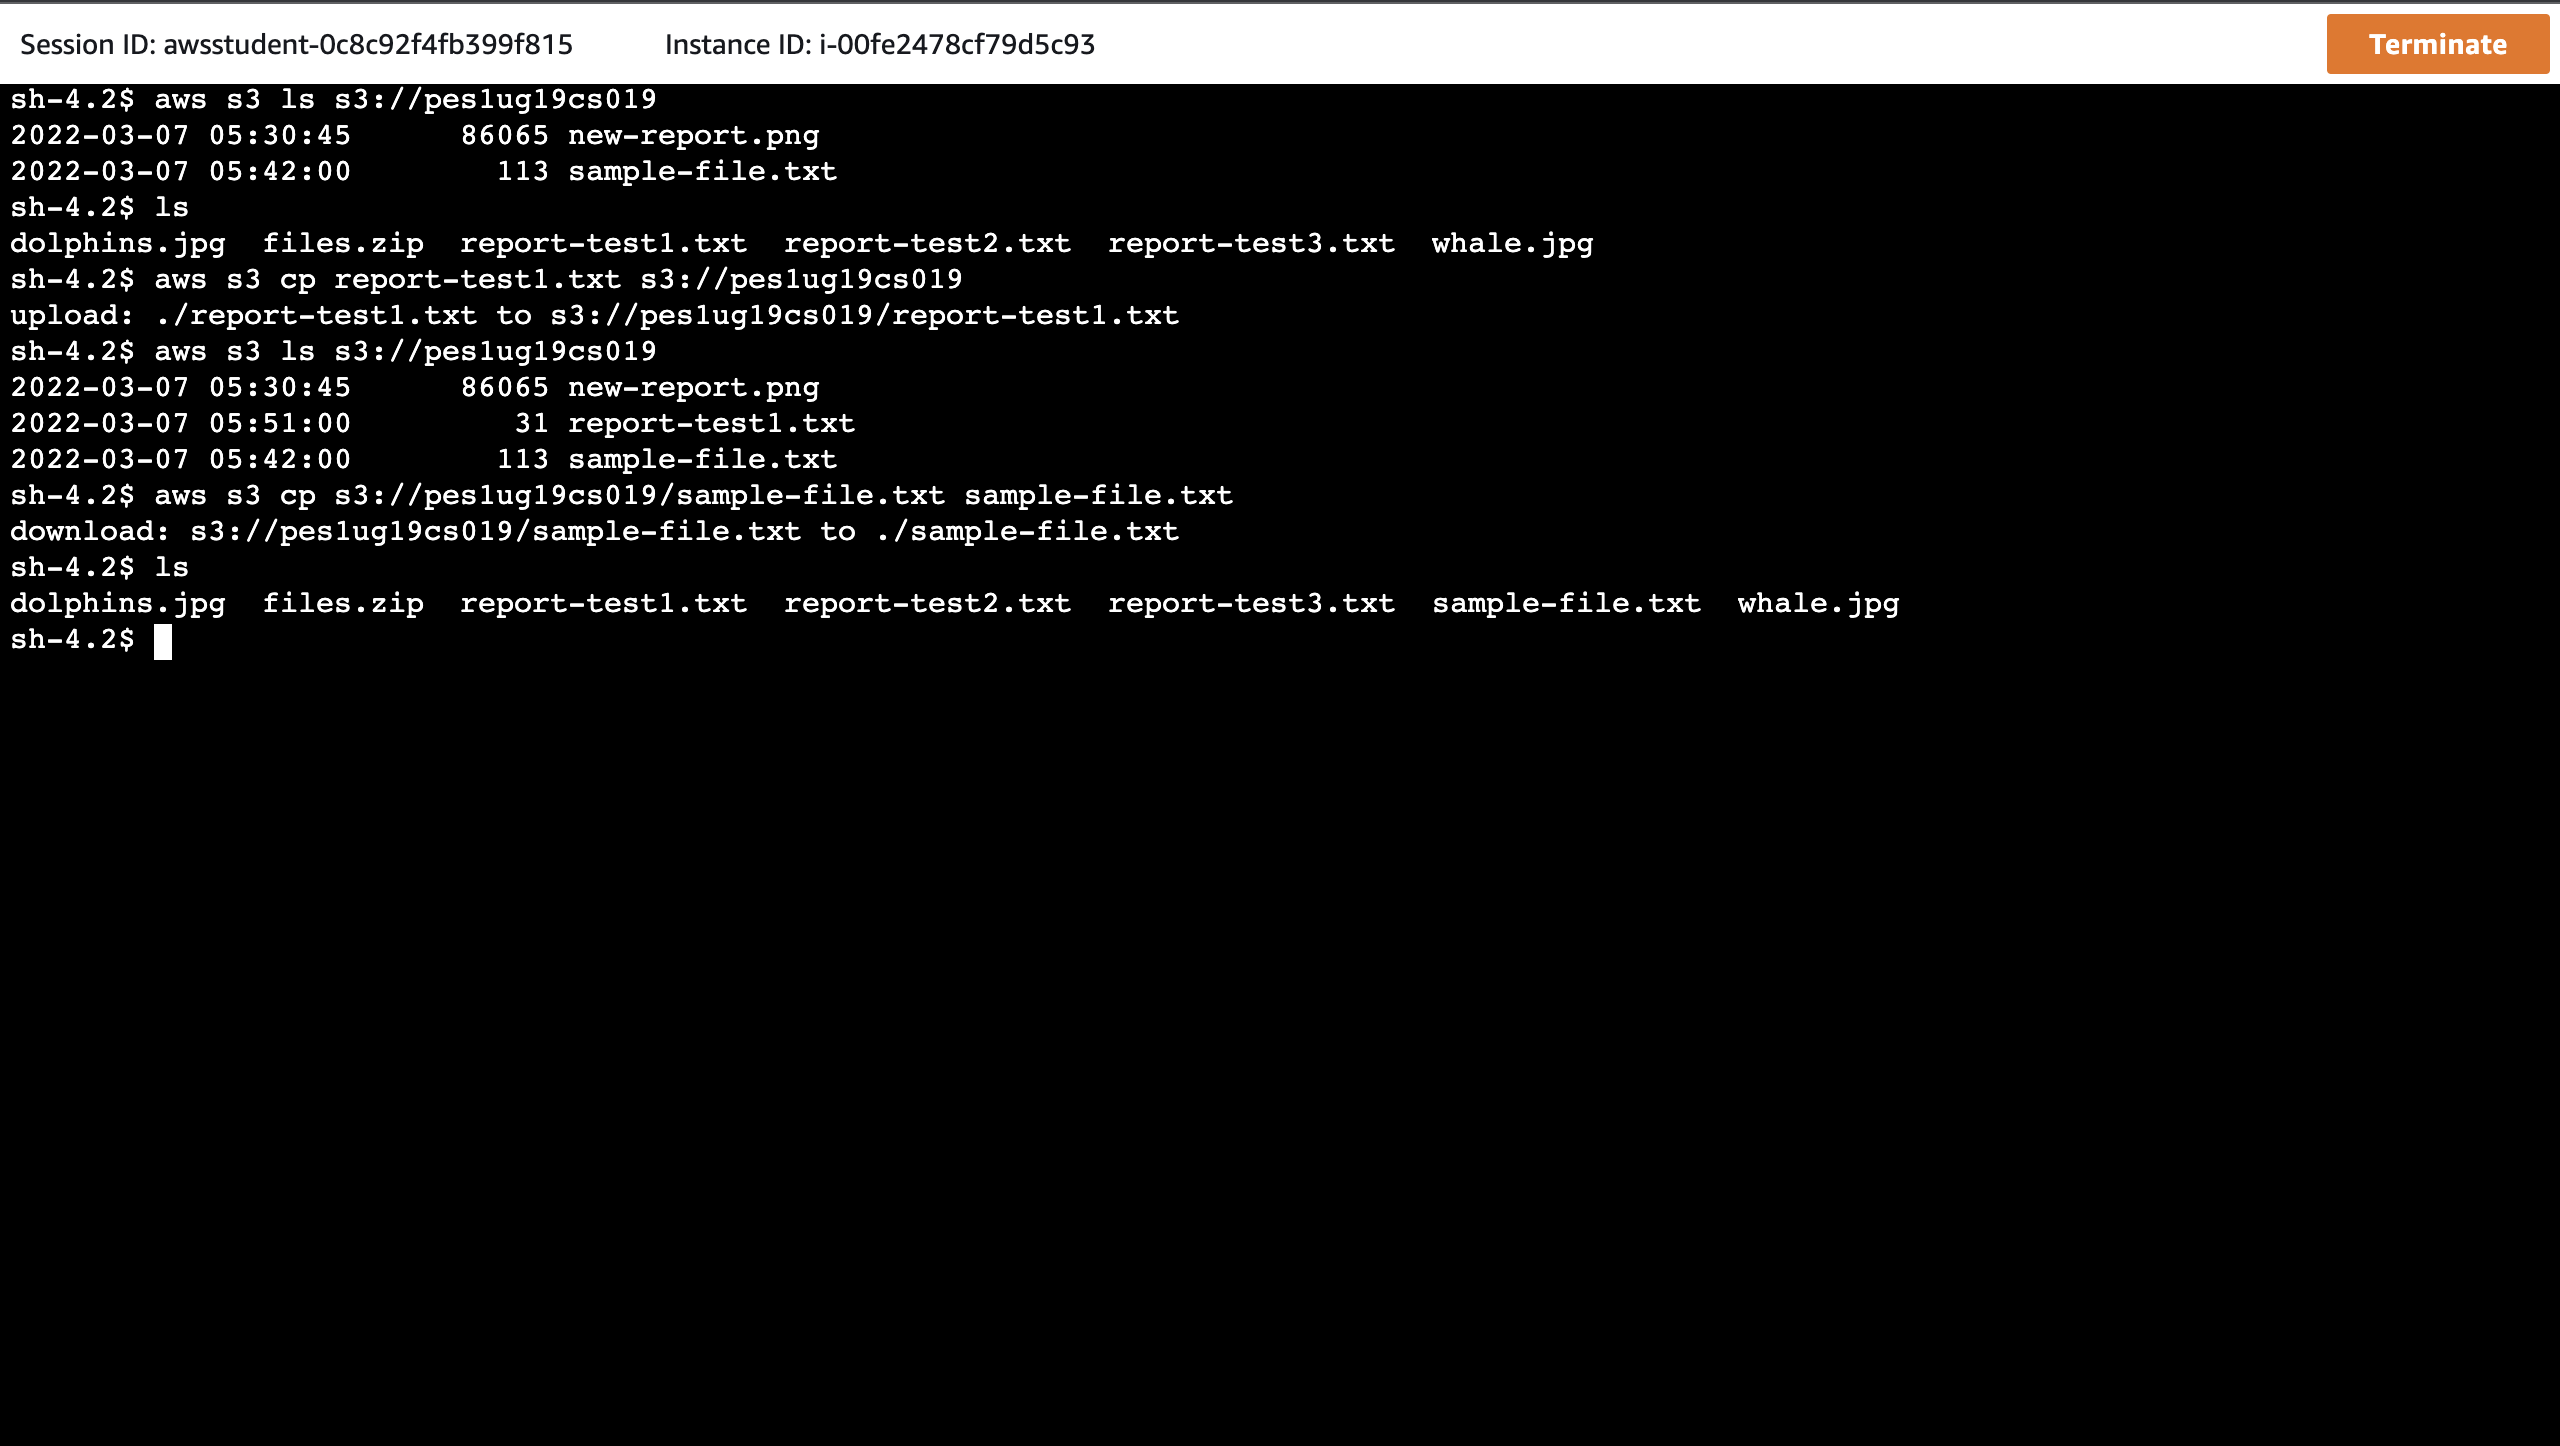 Session ID: awsstudent-0c8c92f4fb399f815 Instance ID: i-00fe2478cf79d5c93 Terminate
sh-4.2$ aws s3 ls s3://pes1ug19cs019
2022-03-07 05:30:45      86065 new-report.png
2022-03-07 05:42:00        113 sample-file.txt
sh-4.2$ ls
dolphins.jpg  files.zip  report-test1.txt  report-test2.txt  report-test3.txt  whale.jpg
sh-4.2$ aws s3 cp report-test1.txt s3://pes1ug19cs019
upload: ./report-test1.txt to s3://pes1ug19cs019/report-test1.txt
sh-4.2$ aws s3 ls s3://pes1ug19cs019
2022-03-07 05:30:45      86065 new-report.png
2022-03-07 05:51:00         31 report-test1.txt
2022-03-07 05:42:00        113 sample-file.txt
sh-4.2$ aws s3 cp s3://pes1ug19cs019/sample-file.txt sample-file.txt
download: s3://pes1ug19cs019/sample-file.txt to ./sample-file.txt
sh-4.2$ ls
dolphins.jpg  files.zip  report-test1.txt  report-test2.txt  report-test3.txt  sample-file.txt  whale.jpg
sh-4.2$